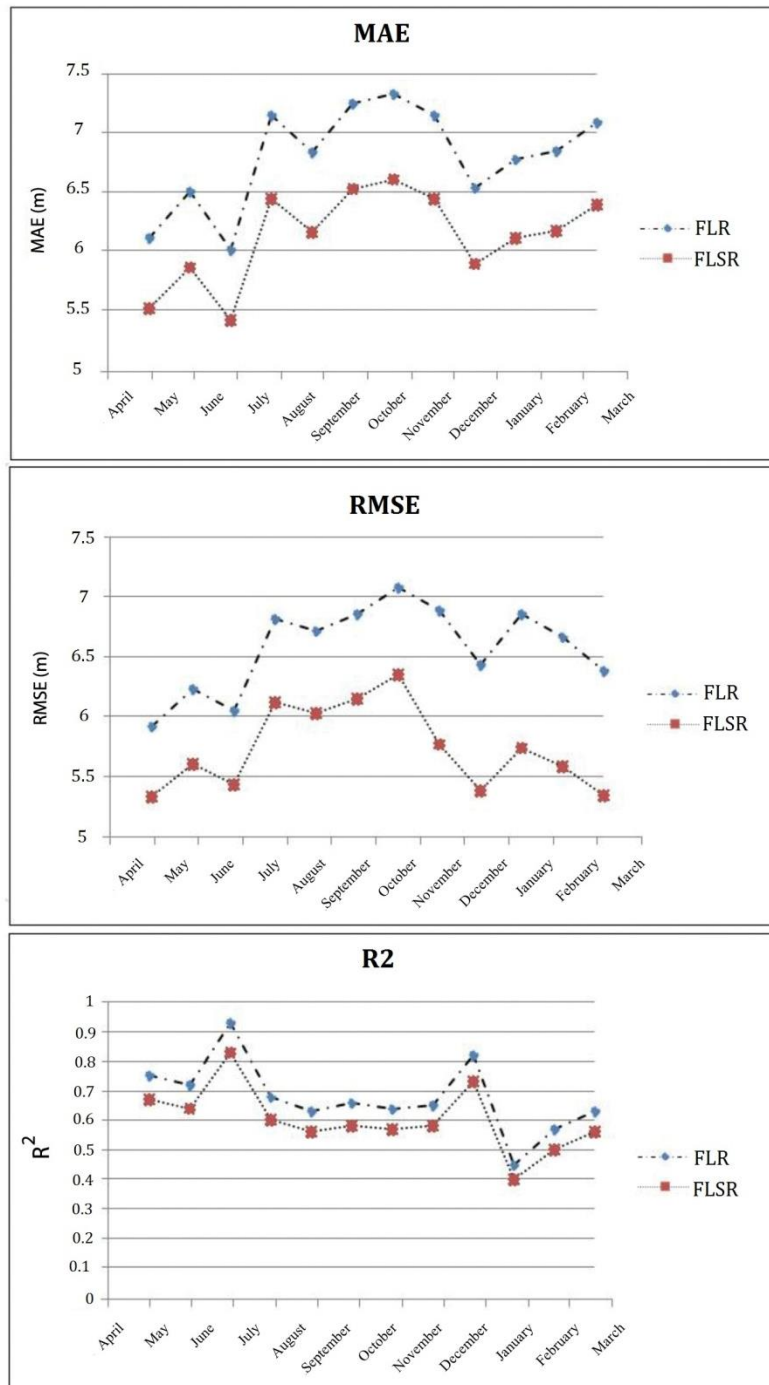 MAE
7.5
7
6.5
6
5.5
5
MAE (m)
April
May
June
July
August
September
October
November
December
January
February
March
FLR
FLSR
RMSE
7.5
7
6.5
6
5.5
5
RMSE (m)
April
May
June
July
August
September
October
November
December
January
February
March
FLR
FLSR
R2
1
0.9
0.8
0.7
0.6
0.5
0.4
0.3
0.2
0.1
0
R²
April
May
June
July
August
September
October
November
December
January
February
March
FLR
FLSR